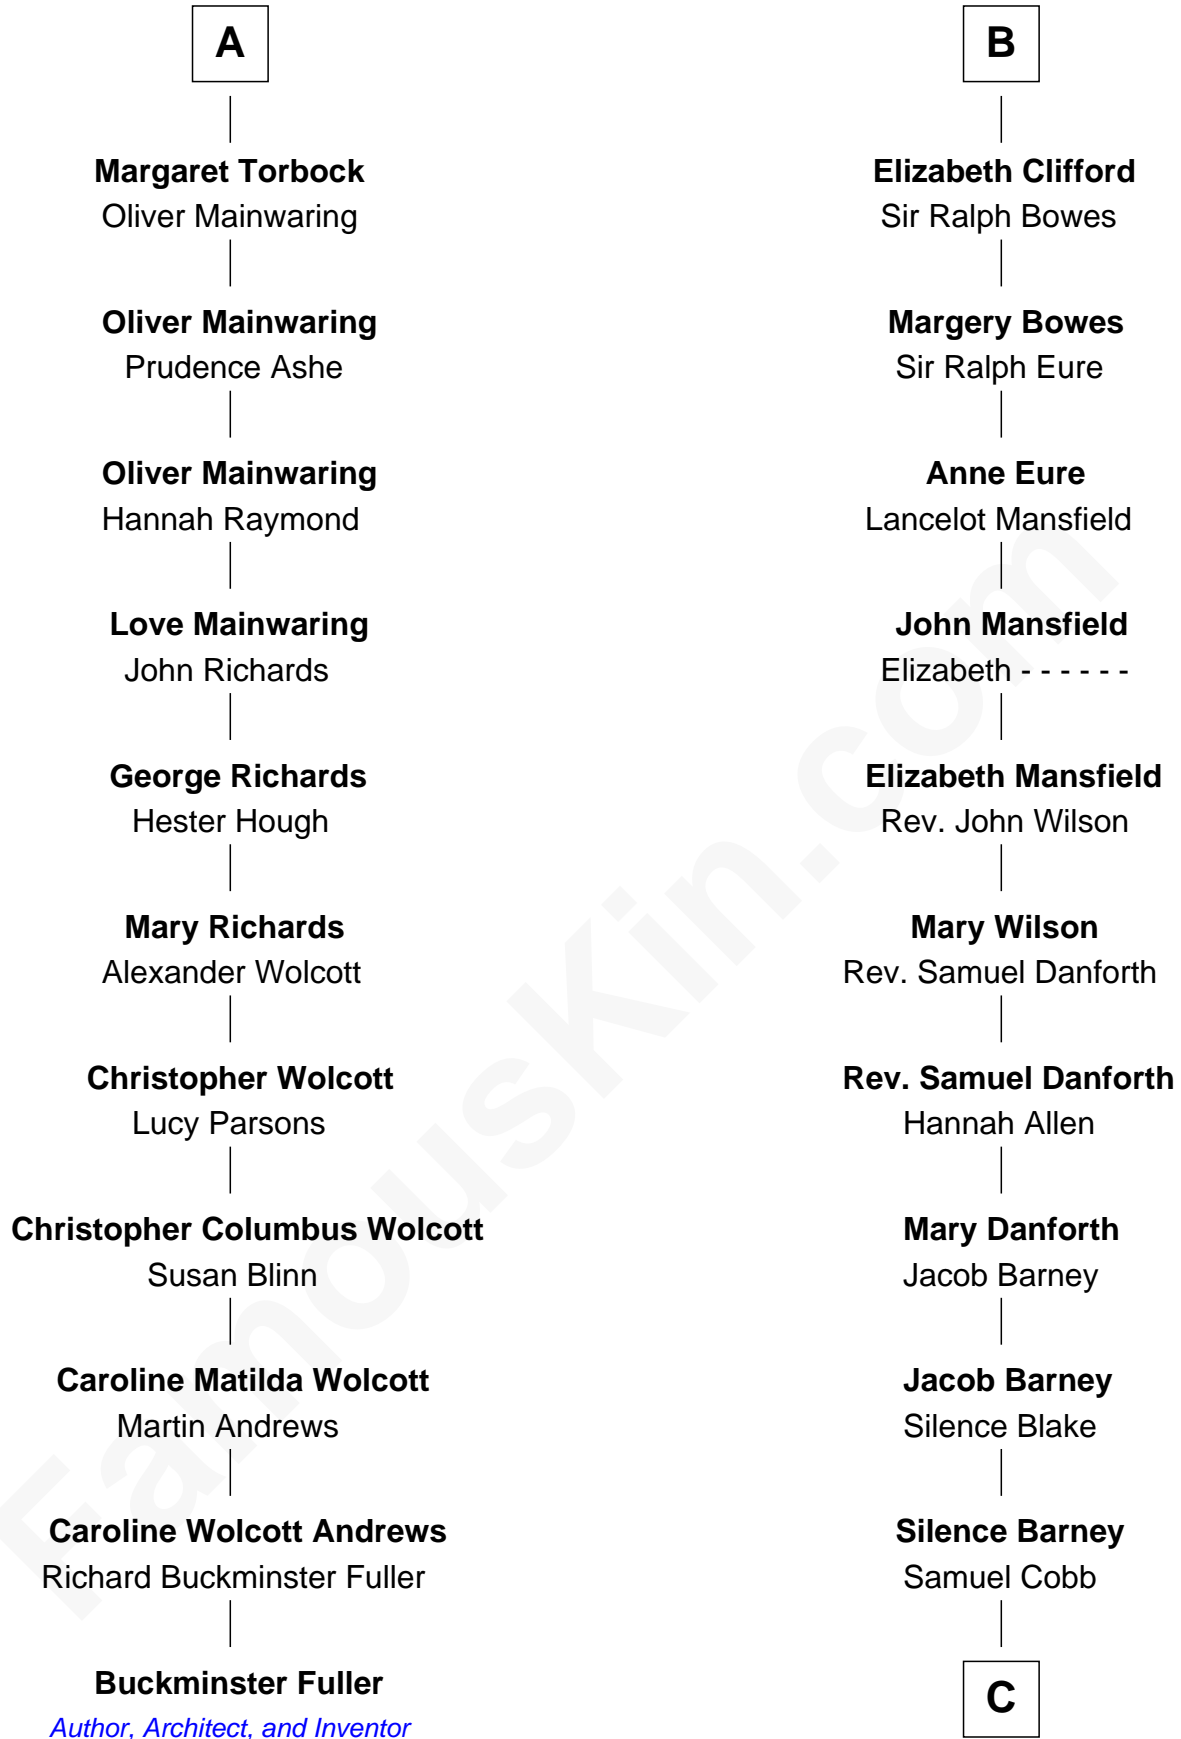 A
Margaret Torbock
Oliver Mainwaring
Oliver Mainwaring
Prudence Ashe
Oliver Mainwaring
Hannah Raymond
Love Mainwaring
John Richards
George Richards
Hester Hough
Mary Richards
Alexander Wolcott
Christopher Wolcott
Lucy Parsons
Christopher Columbus Wolcott
Susan Blinn
Caroline Matilda Wolcott
Martin Andrews
Caroline Wolcott Andrews
Richard Buckminster Fuller
Buckminster Fuller
Author, Architect, and Inventor
B
Elizabeth Clifford
Sir Ralph Bowes
Margery Bowes
Sir Ralph Eure
Anne Eure
Lancelot Mansfield
John Mansfield
Elizabeth - - - - - -
Elizabeth Mansfield
Rev. John Wilson
Mary Wilson
Rev. Samuel Danforth
Rev. Samuel Danforth
Hannah Allen
Mary Danforth
Jacob Barney
Jacob Barney
Silence Blake
Silence Barney
Samuel Cobb
C
FamousKin.com